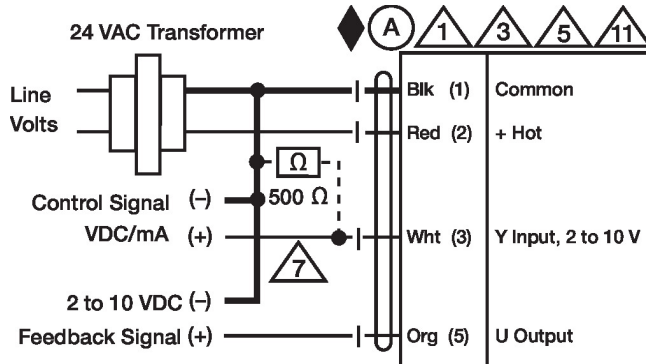 24 VAC Transformer
A 1 3 5 11
Line
Volts
Blk (1) Common
Red (2) + Hot
Ω
500 Ω
Control Signal (–)
VDC/mA (+)
Wht (3) Y Input, 2 to 10 V
7
2 to 10 VDC (–)
Feedback Signal (+)
Org (5) U Output